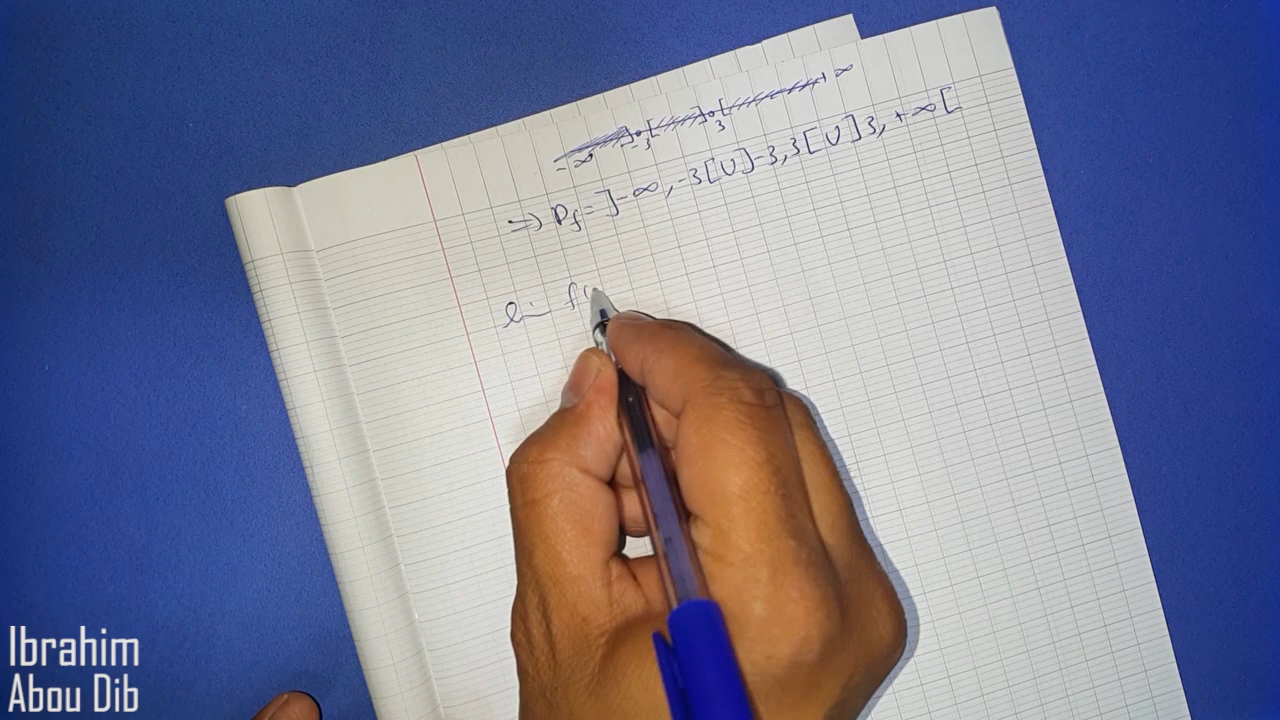 -∞ -3 3 +∞
=> Df = ]-∞, -3[U]-3,3[U]3, +∞[
lim f(
Ibrahim
Abou Dib